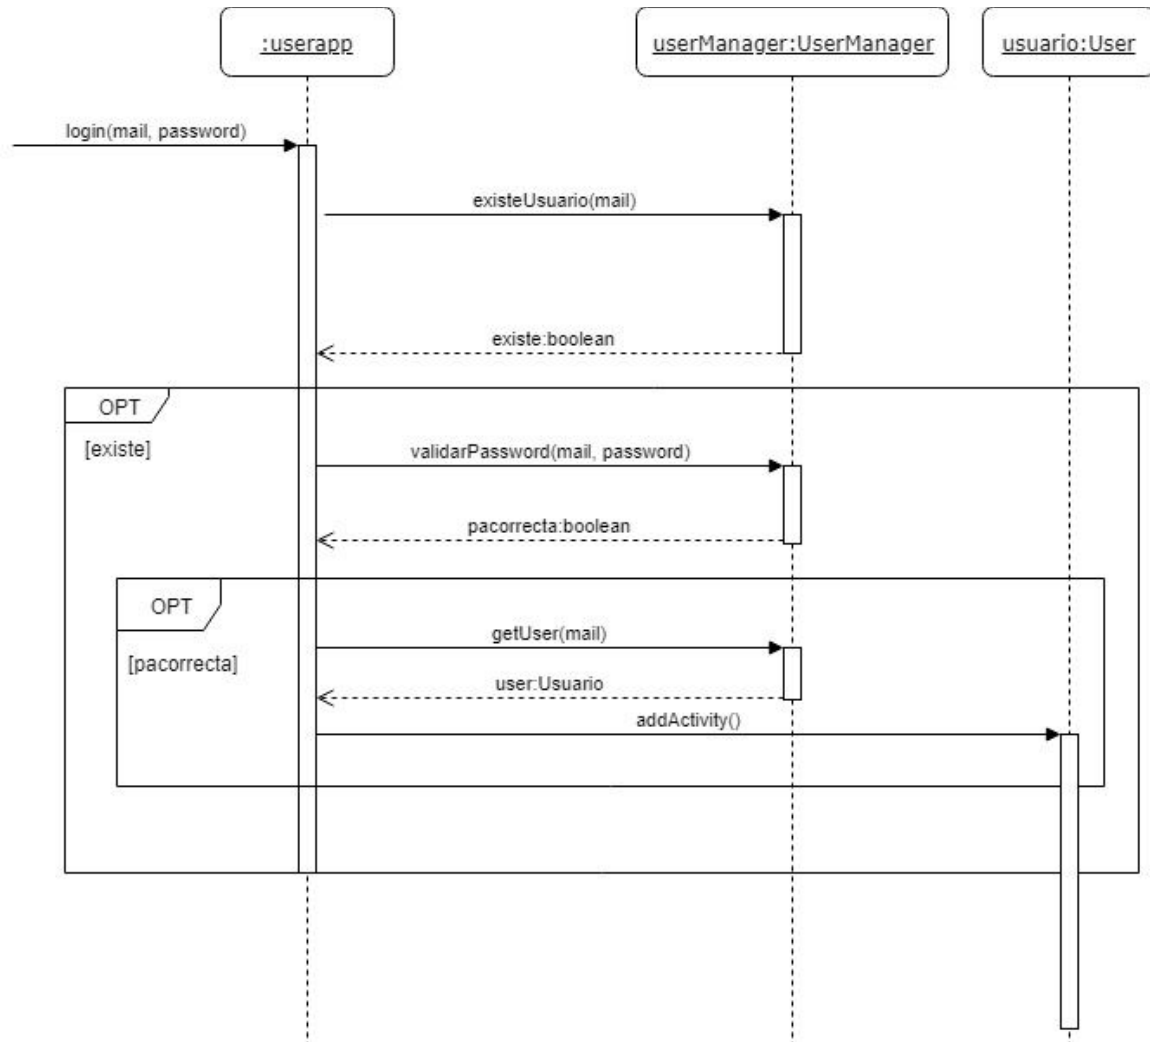 :userapp
userManager:UserManager
usuario:User
login(mail, password)
existeUsuario(mail)
existe:boolean
OPT
[existe]
validarPassword(mail, password)
pacorrecta:boolean
OPT
getUser(mail)
[pacorrecta]
user:Usuario
addActivity()